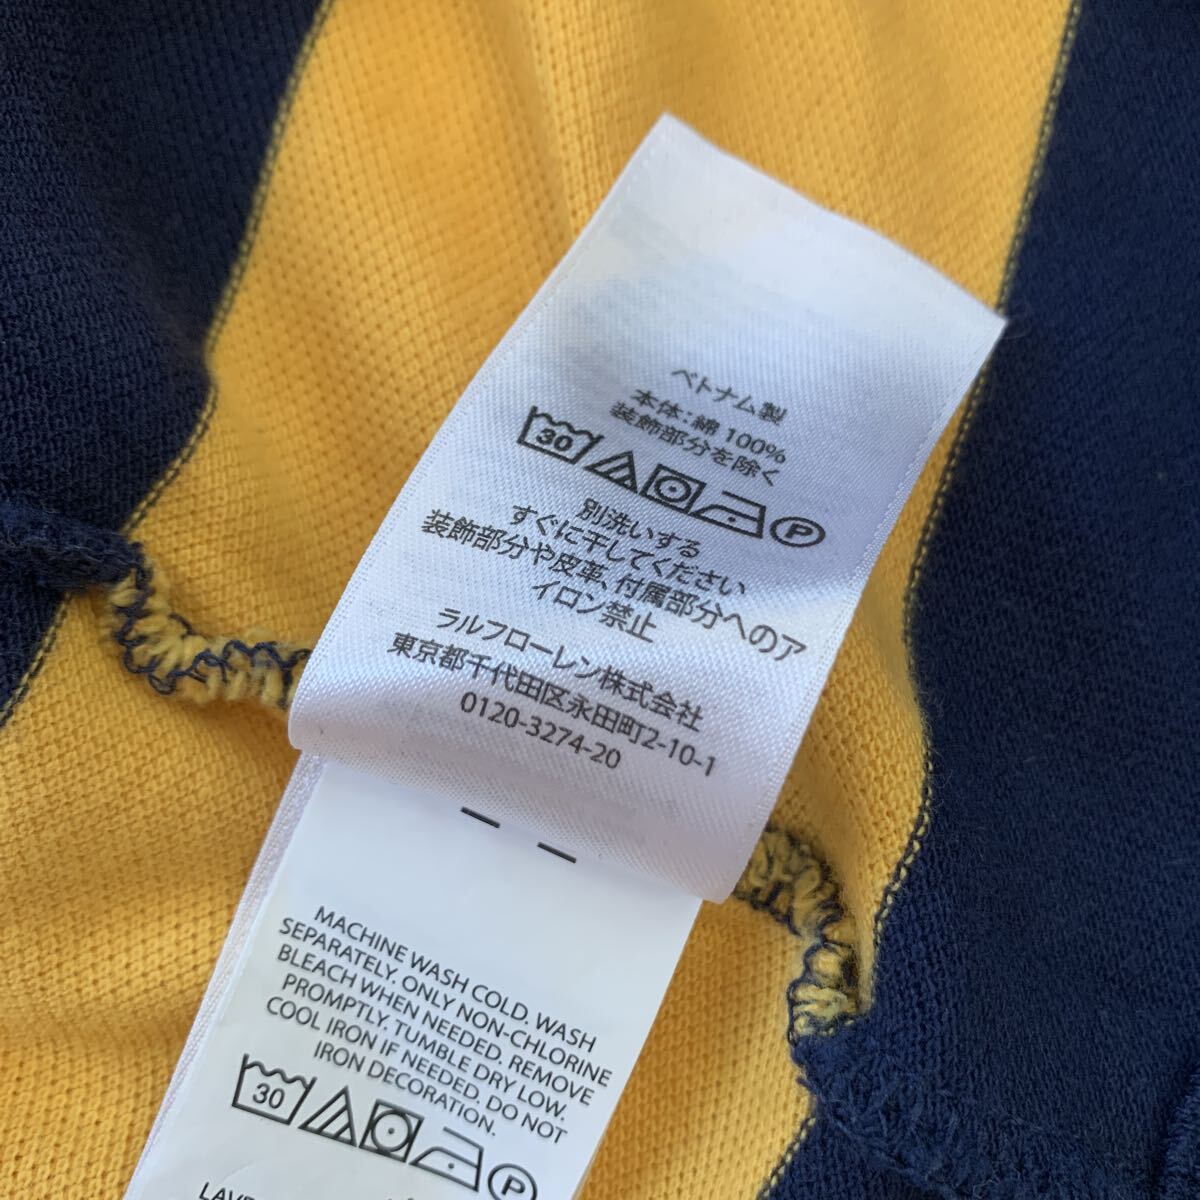 ベトナム製
本体:綿 100%
装飾部分を除く
30 P
別洗いする
すぐに干してください
装飾部分や皮革、付属部分へのア
イロン禁止
ラルフローレン株式会社
東京都千代田区永田町2-10-1
0120-3274-20
MACHINE WASH COLD. WASH
SEPARATELY. ONLY NON-CHLORINE
BLEACH WHEN NEEDED. REMOVE
PROMPTLY. TUMBLE DRY LOW.
COOL IRON IF NEEDED. DO NOT
IRON DECORATION.
30 P